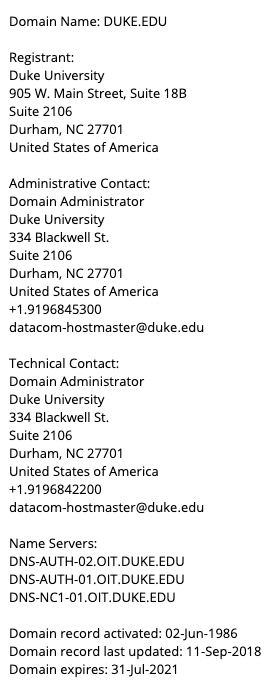 Domain Name: DUKE.EDU
Registrant:
Duke University
905 W. Main Street, Suite 18B
Suite 2106
Durham, NC 27701
United States of America
Administrative Contact:
Domain Administrator
Duke University
334 Blackwell St.
Suite 2106
Durham, NC 27701
United States of America
+1.9196845300
datacom-hostmaster@duke.edu
Technical Contact:
Domain Administrator
Duke University
334 Blackwell St.
Suite 2106
Durham, NC 27701
United States of America
+1.9196842200
datacom-hostmaster@duke.edu
Name Servers:
DNS-AUTH-02.OIT.DUKE.EDU
DNS-AUTH-01.OIT.DUKE.EDU
DNS-NC1-01.OIT.DUKE.EDU
Domain record activated: 02-Jun-1986
Domain record last updated: 11-Sep-2018
Domain expires: 31-Jul-2021